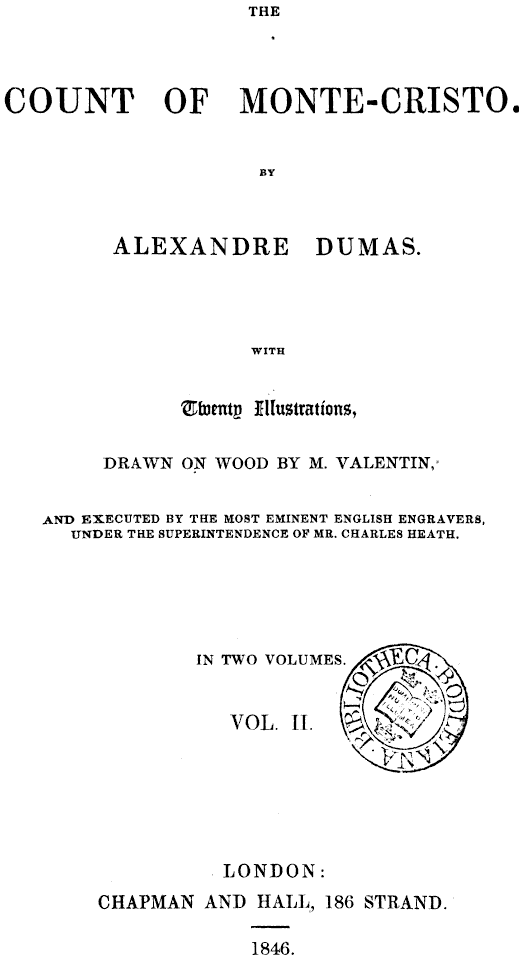 THE
COUNT OF MONTE-CRISTO.
BY
ALEXANDRE DUMAS.
WITH
Twenty Illustrations,
DRAWN ON WOOD BY M. VALENTIN,
AND EXECUTED BY THE MOST EMINENT ENGLISH ENGRAVERS,
UNDER THE SUPERINTENDENCE OF MR. CHARLES HEATH.
IN TWO VOLUMES.
VOL. II.
BIBLIOTHECA · BODLEIANA ·
LONDON:
CHAPMAN AND HALL, 186 STRAND.
1846.